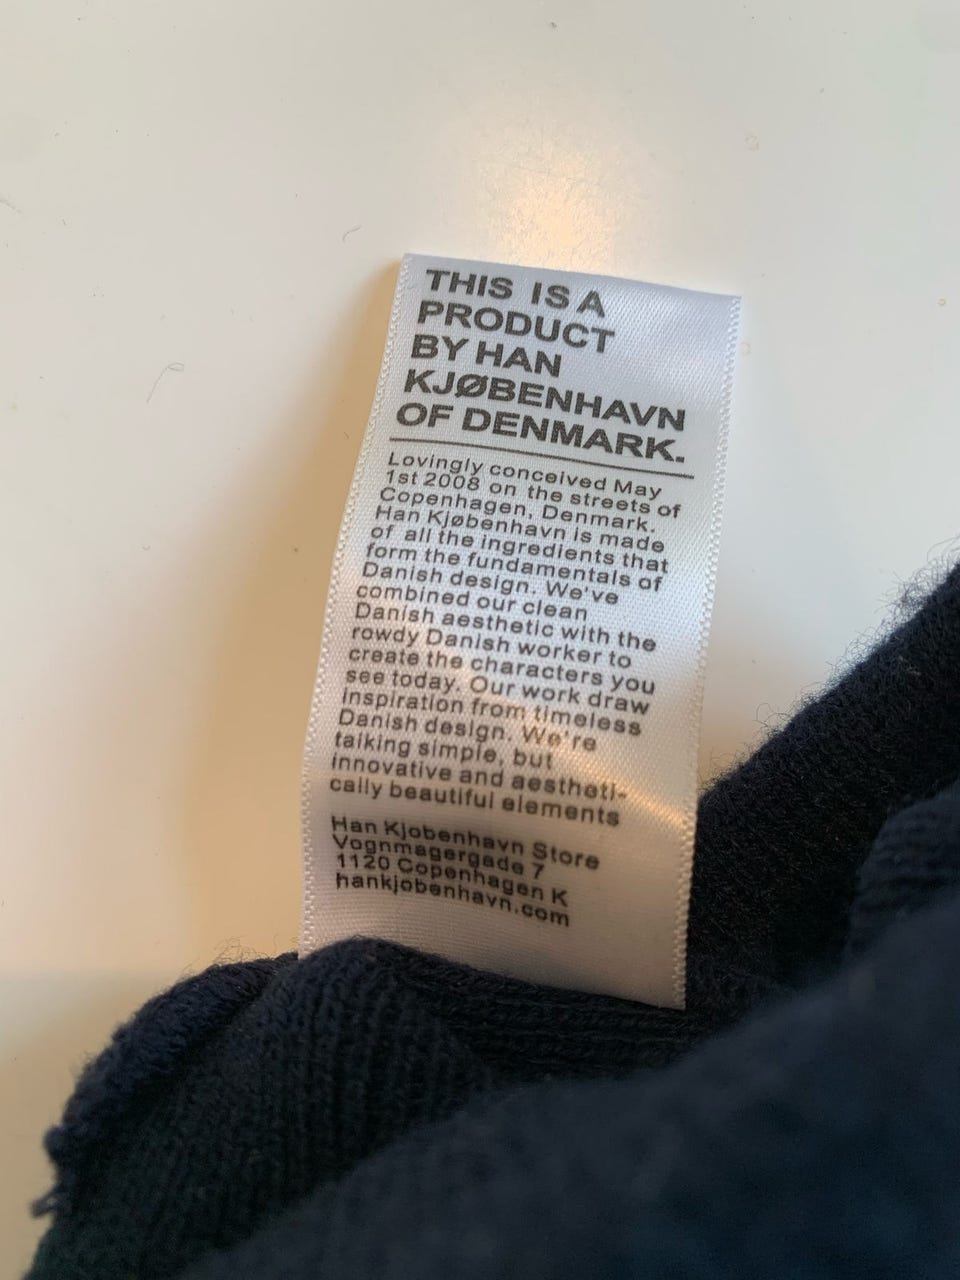 THIS IS A
PRODUCT
BY HAN
KJØBENHAVN
OF DENMARK.
Lovingly conceived May
1st 2008 on the streets of
Copenhagen, Denmark.
Han Kjøbenhavn is made
of all the ingredients that
form the fundamentals of
Danish design. We've
combined our clean
Danish aesthetic with the
rowdy Danish worker to
create the characters you
see today. Our work draw
inspiration from timeless
Danish design. We're
talking simple, but
innovative and aestheti-
cally beautiful elements
Han Kjobenhavn Store
Vognmagergade 7
1120 Copenhagen K
hankjobenhavn.com